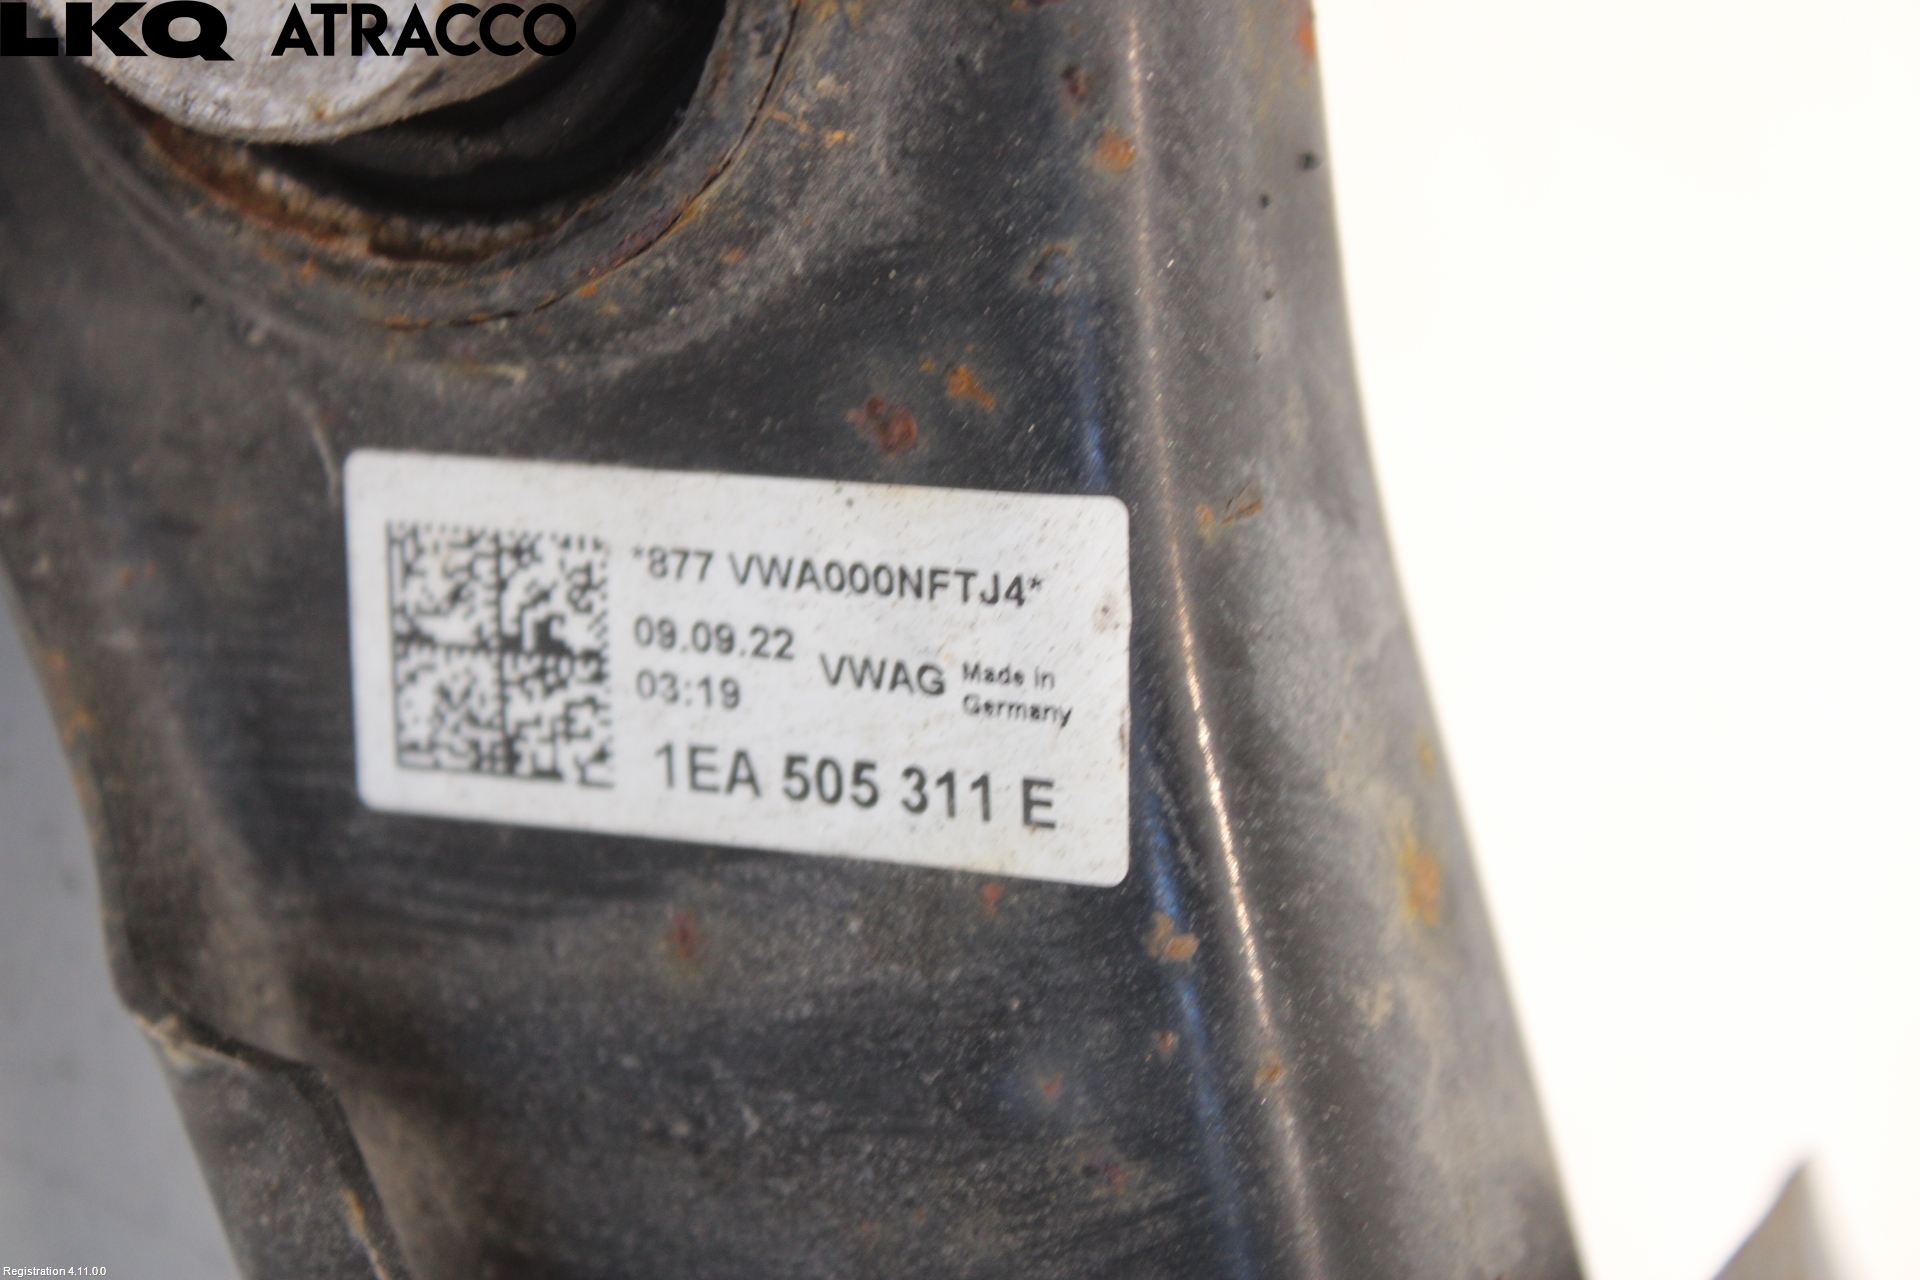 LKQ ATRACCO
*877 VWA000NFTJ4*
09.09.22
03:19
VWAG
Made in
Germany
1EA 505 311 E
Registration 4.11.0.0